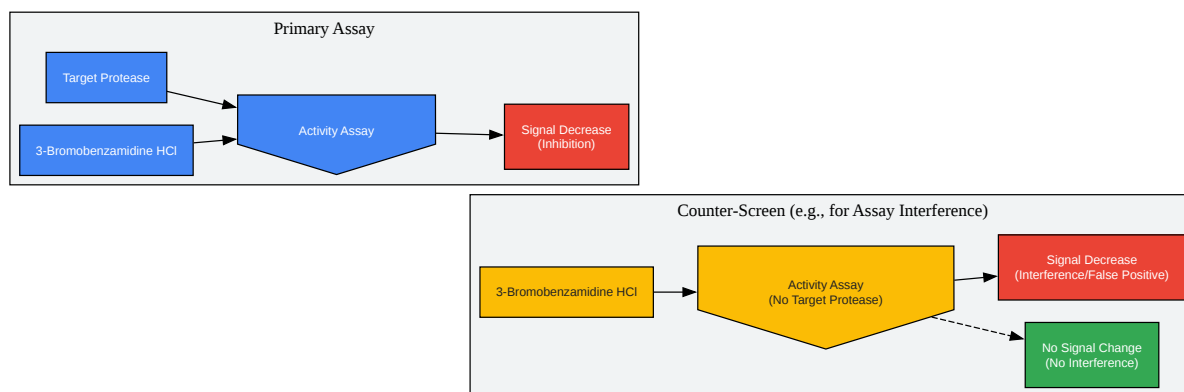 Primary Assay
Target Protease
3-Bromobenzamidine HCl
Activity Assay
Signal Decrease
(Inhibition)
Counter-Screen (e.g., for Assay Interference)
3-Bromobenzamidine HCl
Activity Assay
(No Target Protease)
Signal Decrease
(Interference/False Positive)
No Signal Change
(No Interference)